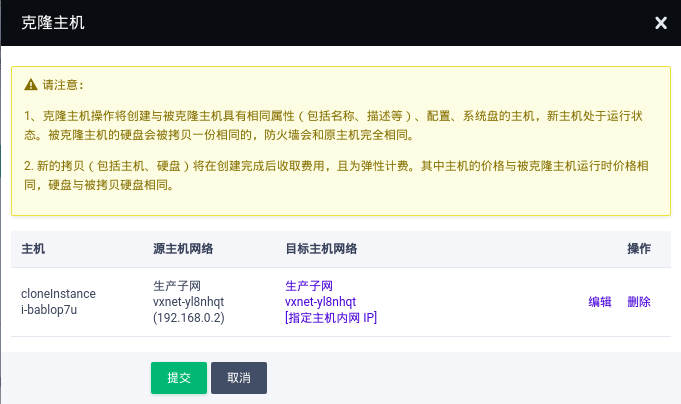 克隆主机
请注意：
1、克隆主机操作将创建与被克隆主机具有相同属性（包括名称、描述等）、配置、系统盘的主机，新主机处于运行状
态。被克隆主机的硬盘会被拷贝一份相同的，防火墙会和原主机完全相同。
2. 新的拷贝（包括主机、硬盘）将在创建完成后收取费用，且为弹性计费。其中主机的价格与被克隆主机运行时价格相
同，硬盘与被拷贝硬盘相同。
主机 源主机网络 目标主机网络 操作
生产子网 生产子网
cloneInstance vxnet-yl8nhqt vxnet-yl8nhqt 编辑 删除
i-bablop7u (192.168.0.2) [指定主机内网 IP]
提交 取消